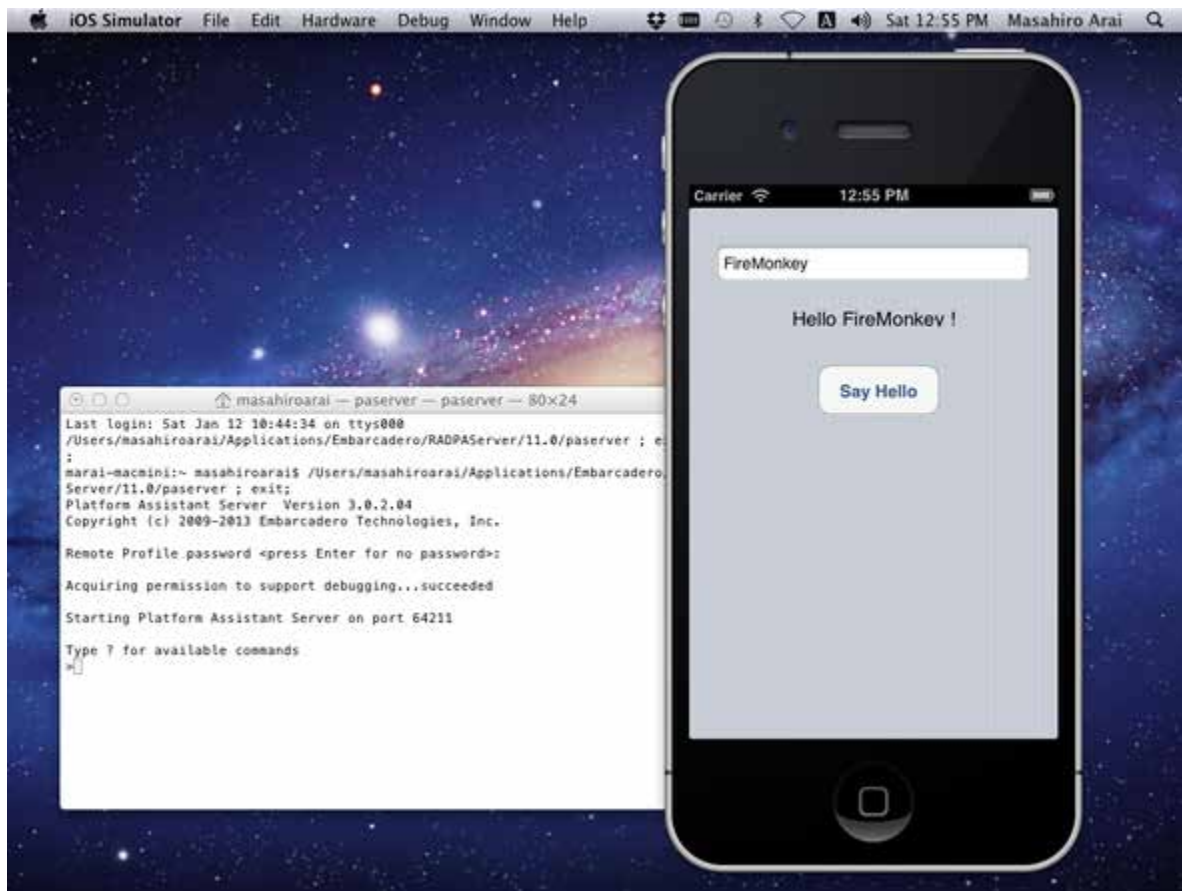 iOS Simulator File Edit Hardware Debug Window Help Sat 12:55 PM Masahiro Arai
Carrier 12:55 PM
FireMonkey
Hello FireMonkey !
Say Hello
masahiroarai — paserver — paserver — 80×24
Last login: Sat Jan 12 10:44:34 on ttys000
/Users/masahiroarai/Applications/Embarcadero/RADPAServer/11.0/paserver ; e
;
marai-macmini:~ masahiroarai$ /Users/masahiroarai/Applications/Embarcadero
Server/11.0/paserver ; exit;
Platform Assistant Server Version 3.0.2.04
Copyright (c) 2009-2013 Embarcadero Technologies, Inc.
Remote Profile password <press Enter for no password>:
Acquiring permission to support debugging...succeeded
Starting Platform Assistant Server on port 64211
Type ? for available commands
>